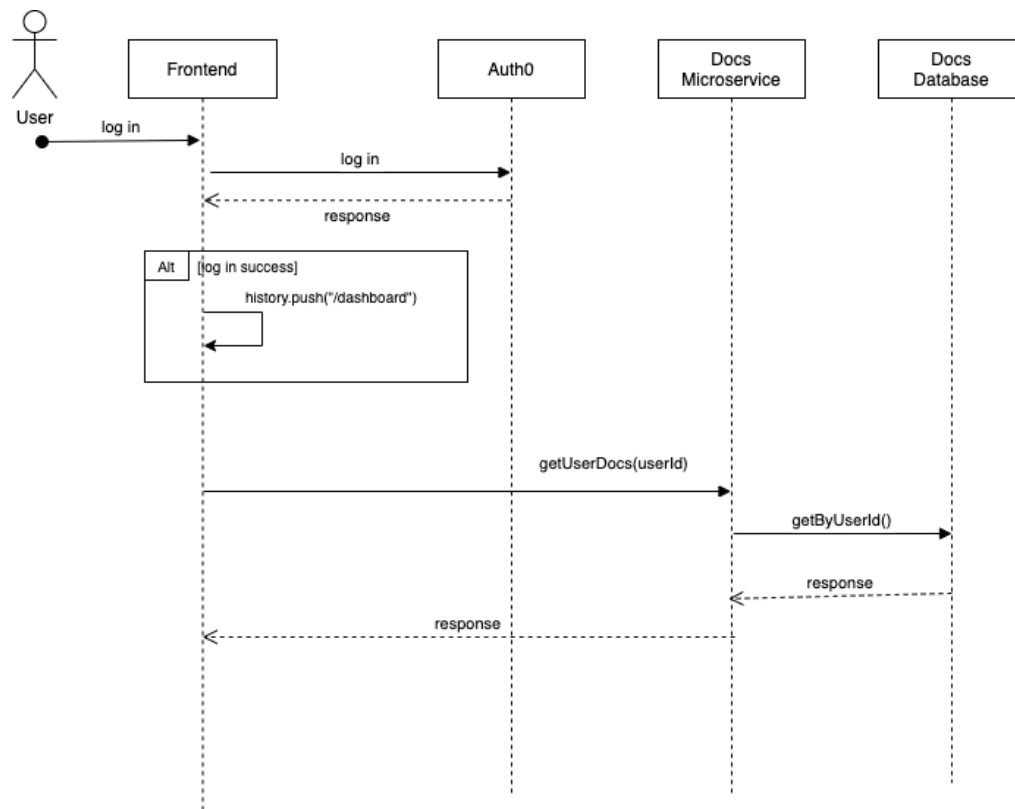 Frontend
Auth0
Docs
Microservice
Docs
Database
User
log in
log in
response
Alt
[log in success]
history.push("/dashboard")
getUserDocs(userId)
getByUserId()
response
response